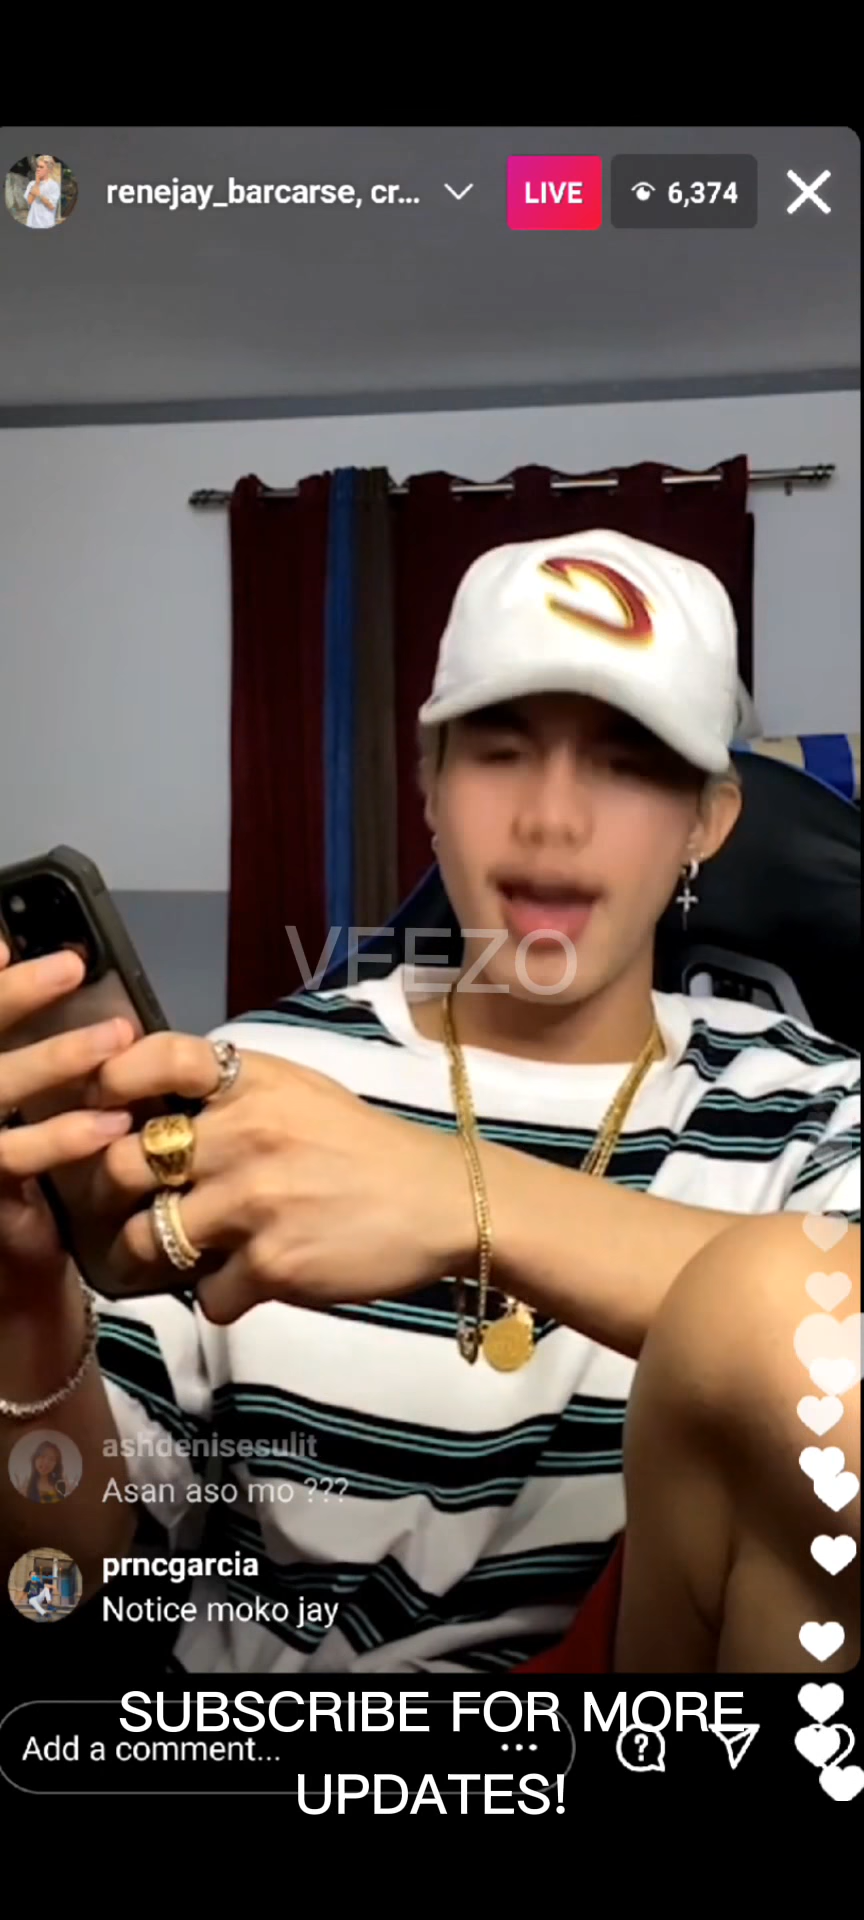 renejay_barcarse, cr...
LIVE
6,374
VEEZO
ashdenisesulit
Asan aso mo ???
prncgarcia
Notice moko jay
SUBSCRIBE FOR MORE
Add a comment...
UPDATES!